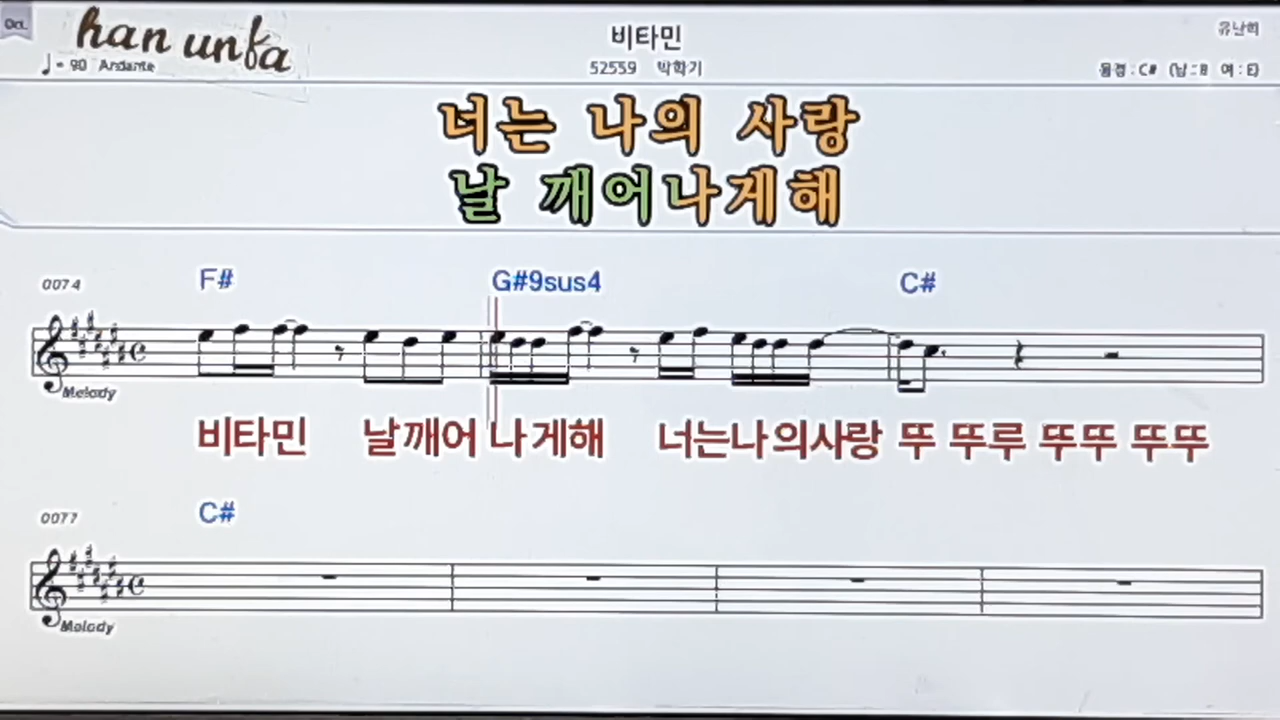 han unfa
비타민
유난히
♩= 90 Andante
52559 박학기
음정 : C# (남 : B 여 : E)
너는 나의 사랑
날 깨어나게해
0074
F# G#9sus4 C#
Melody
비타민 날깨어 나게해 너는나의사랑 뚜 뚜루 뚜뚜 뚜뚜
0077
C#
Melody